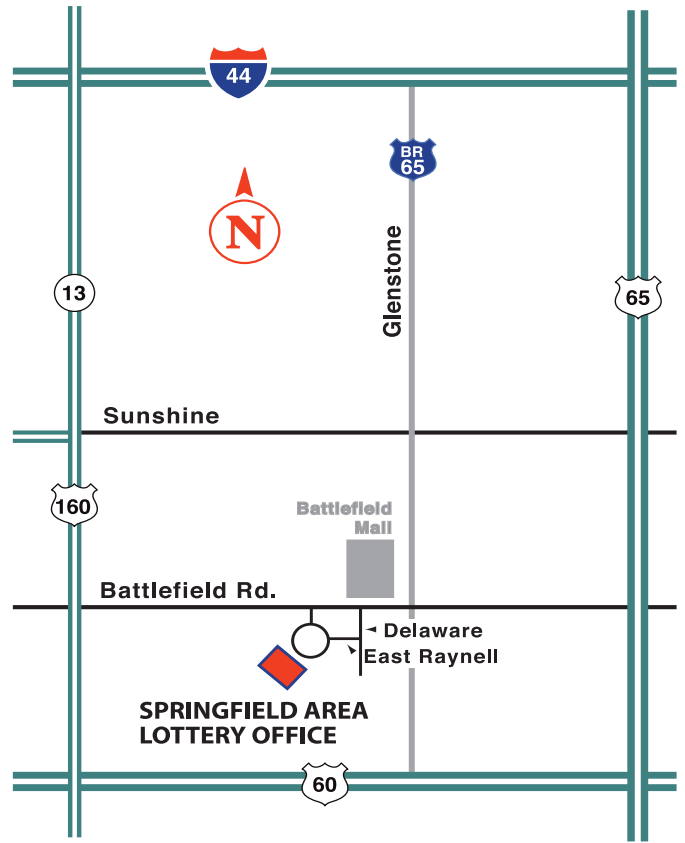 44
BR
65
N
Glenstone
13
65
Sunshine
160
Battlefield
Mall
Battlefield Rd.
Delaware
East Raynell
SPRINGFIELD AREA
LOTTERY OFFICE
60